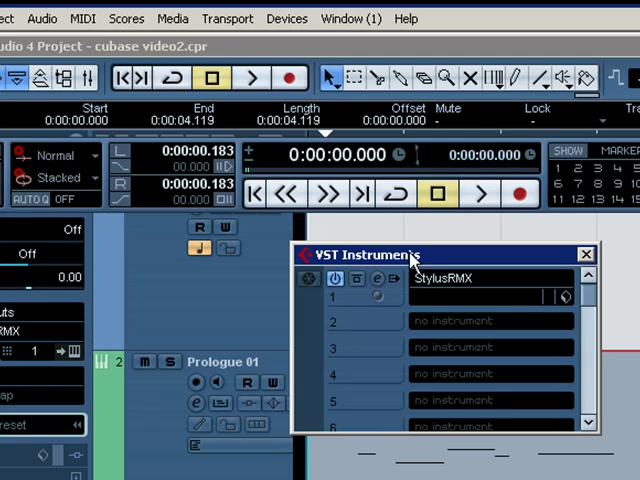 ect Audio MIDI Scores Media Transport Devices Window (1) Help
udio 4 Project - cubase video2.cpr
Start End Length Offset Mute Lock Tra
0:00:00.000 0:00:04.119 0:00:04.119 0:00:00.000 - -
Normal L 0:00:00.183 0:00:00.000 0:00:00.000 SHOW MARKER
00.000 1 2 3 4 5
Stacked R 0:00:00.183 6 7 8 9 10
AUTO Q OFF 00.000 11 12 13 14 15
Off R W
Off VST Instruments
0.00 e StylusRMX
1
uts 2 no instrument
RMX 3 no instrument
1 2 M S Prologue 01 4 no instrument
ap R W
reset e 5 no instrument
6 no instrument